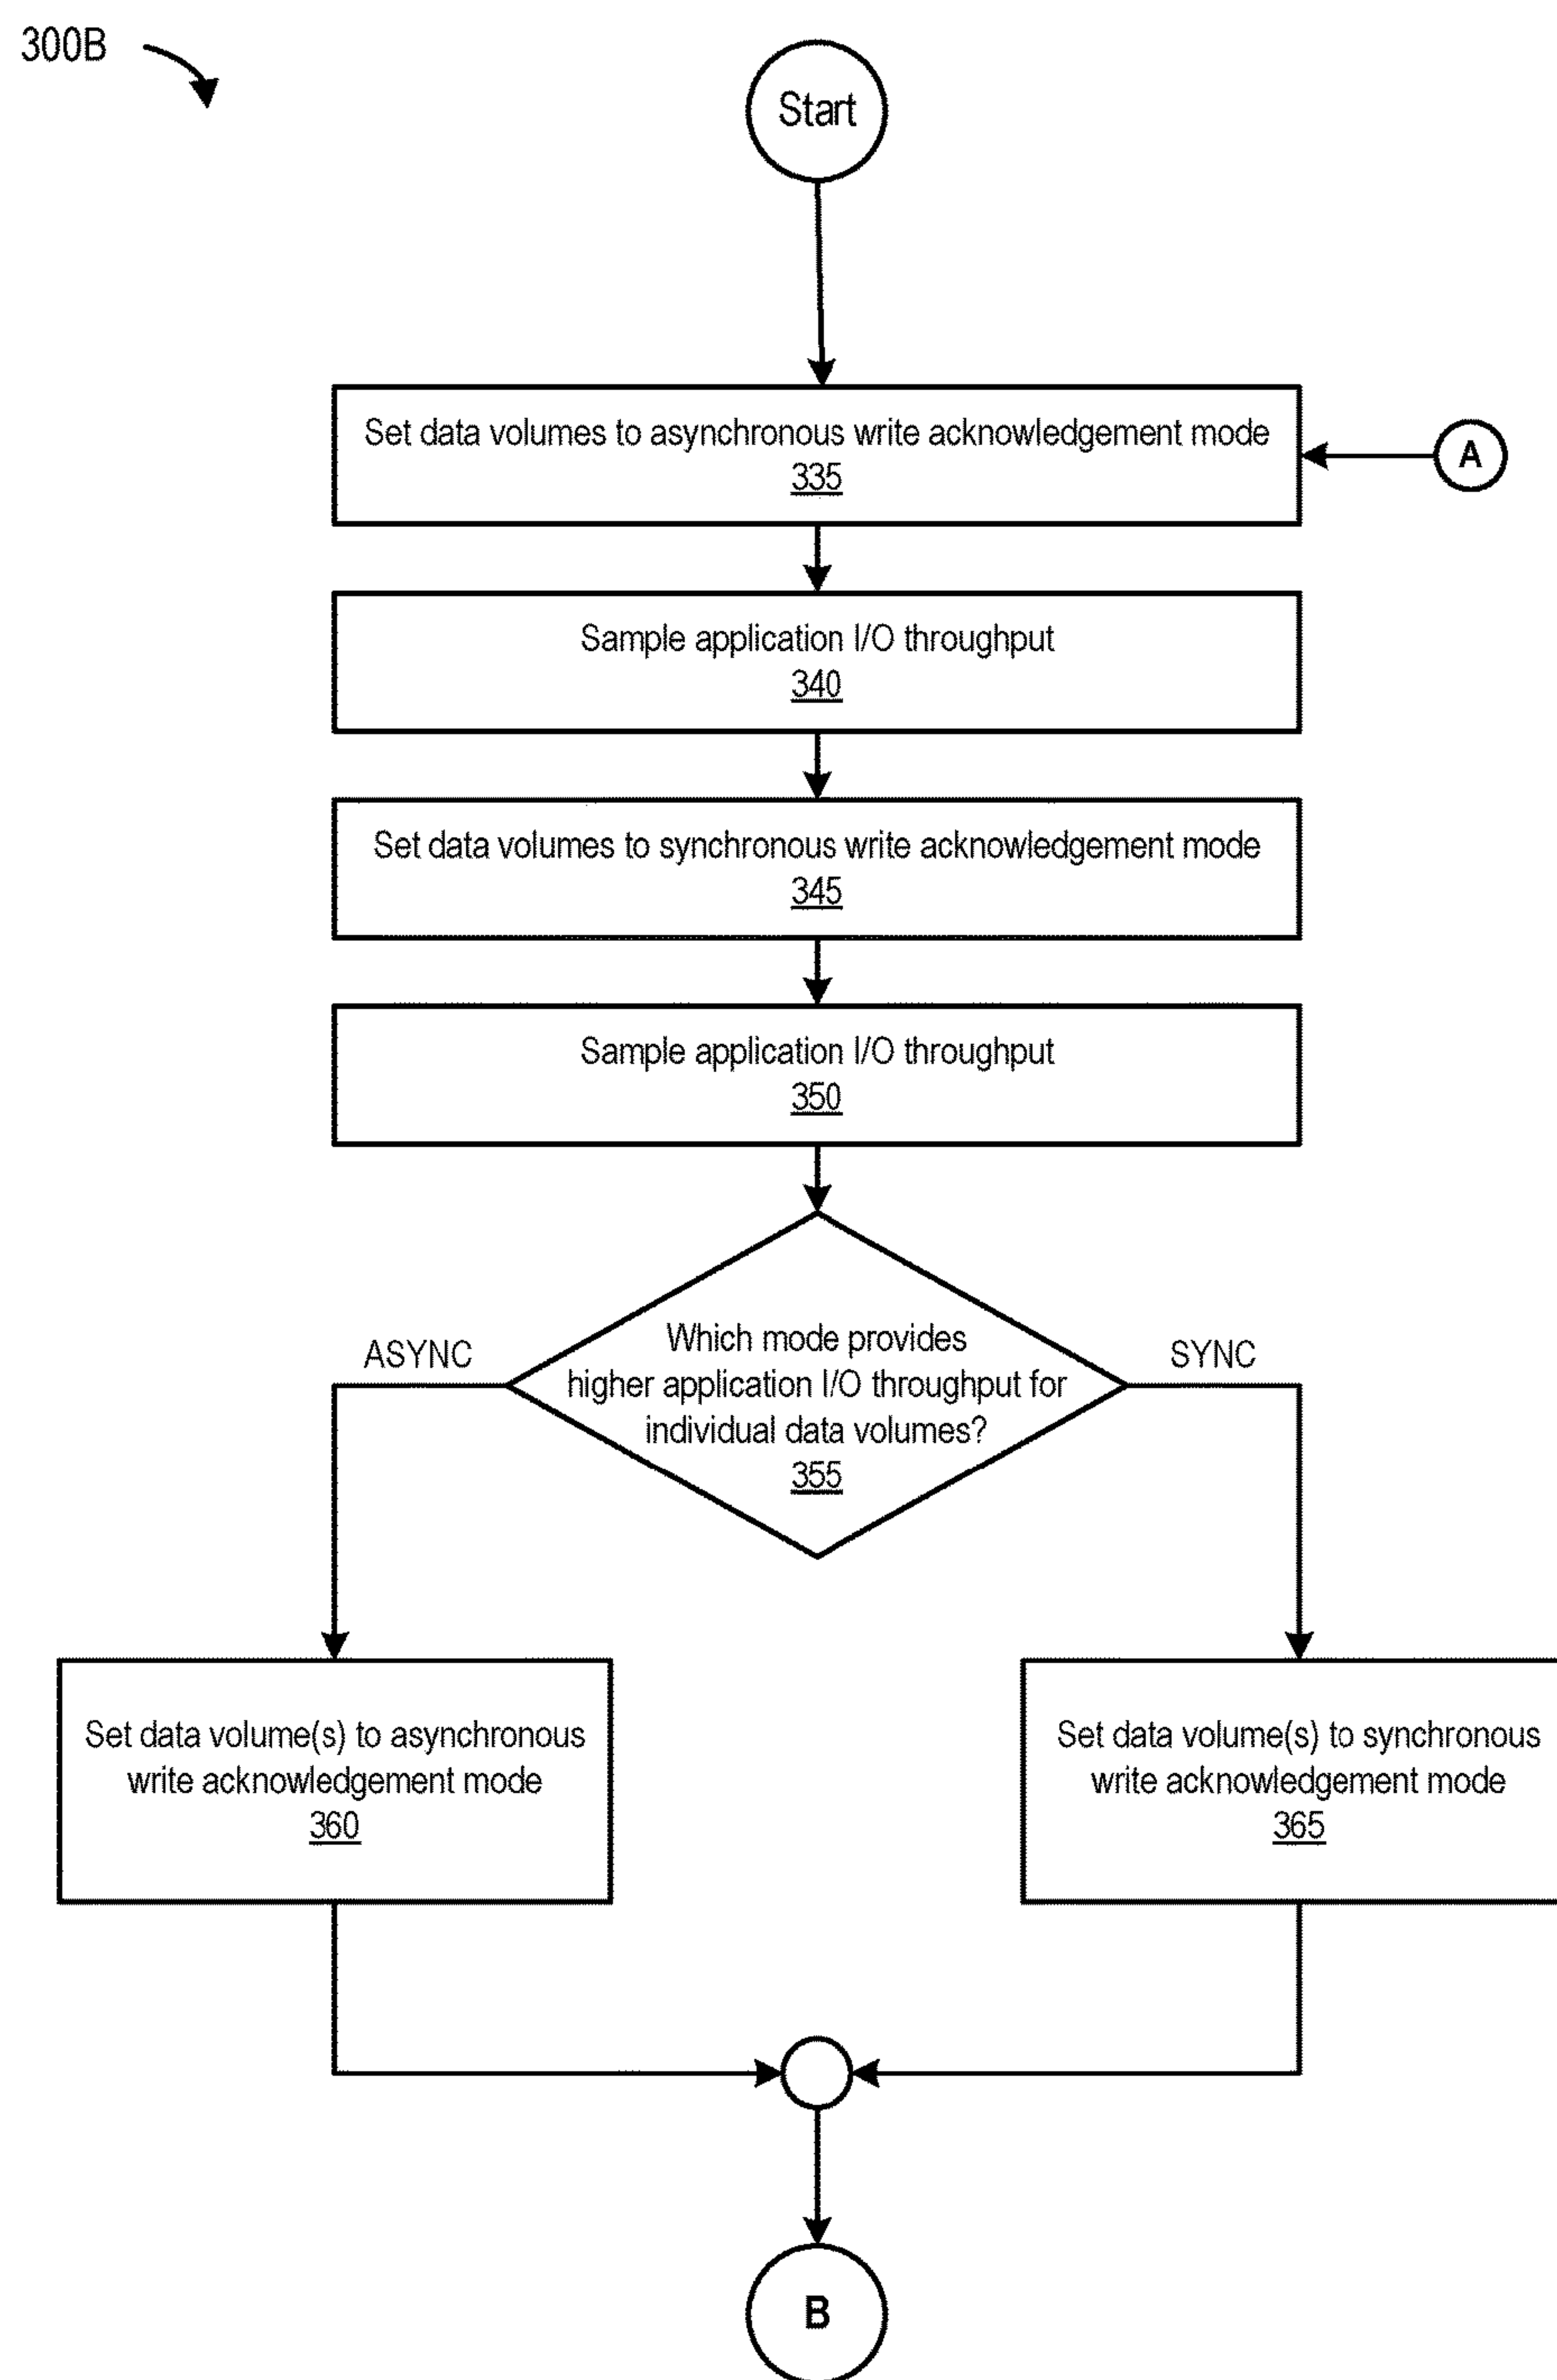 300B
Start
Set data volumes to asynchronous write acknowledgement mode
335
A
Sample application I/O throughput
340
Set data volumes to synchronous write acknowledgement mode
345
Sample application I/O throughput
350
Which mode provides
higher application I/O throughput for
individual data volumes?
355
ASYNC
SYNC
Set data volume(s) to asynchronous
write acknowledgement mode
360
Set data volume(s) to synchronous
write acknowledgement mode
365
B